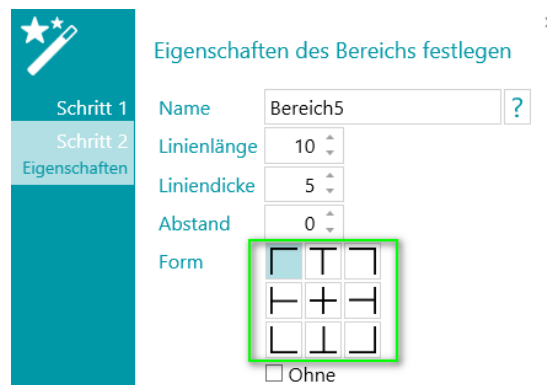 Eigenschaften des Bereichs festlegen
Schritt 1
Schritt 2
Eigenschaften
Name Bereich5 ?
Linienlänge 10
Liniendicke 5
Abstand 0
Form
Ohne